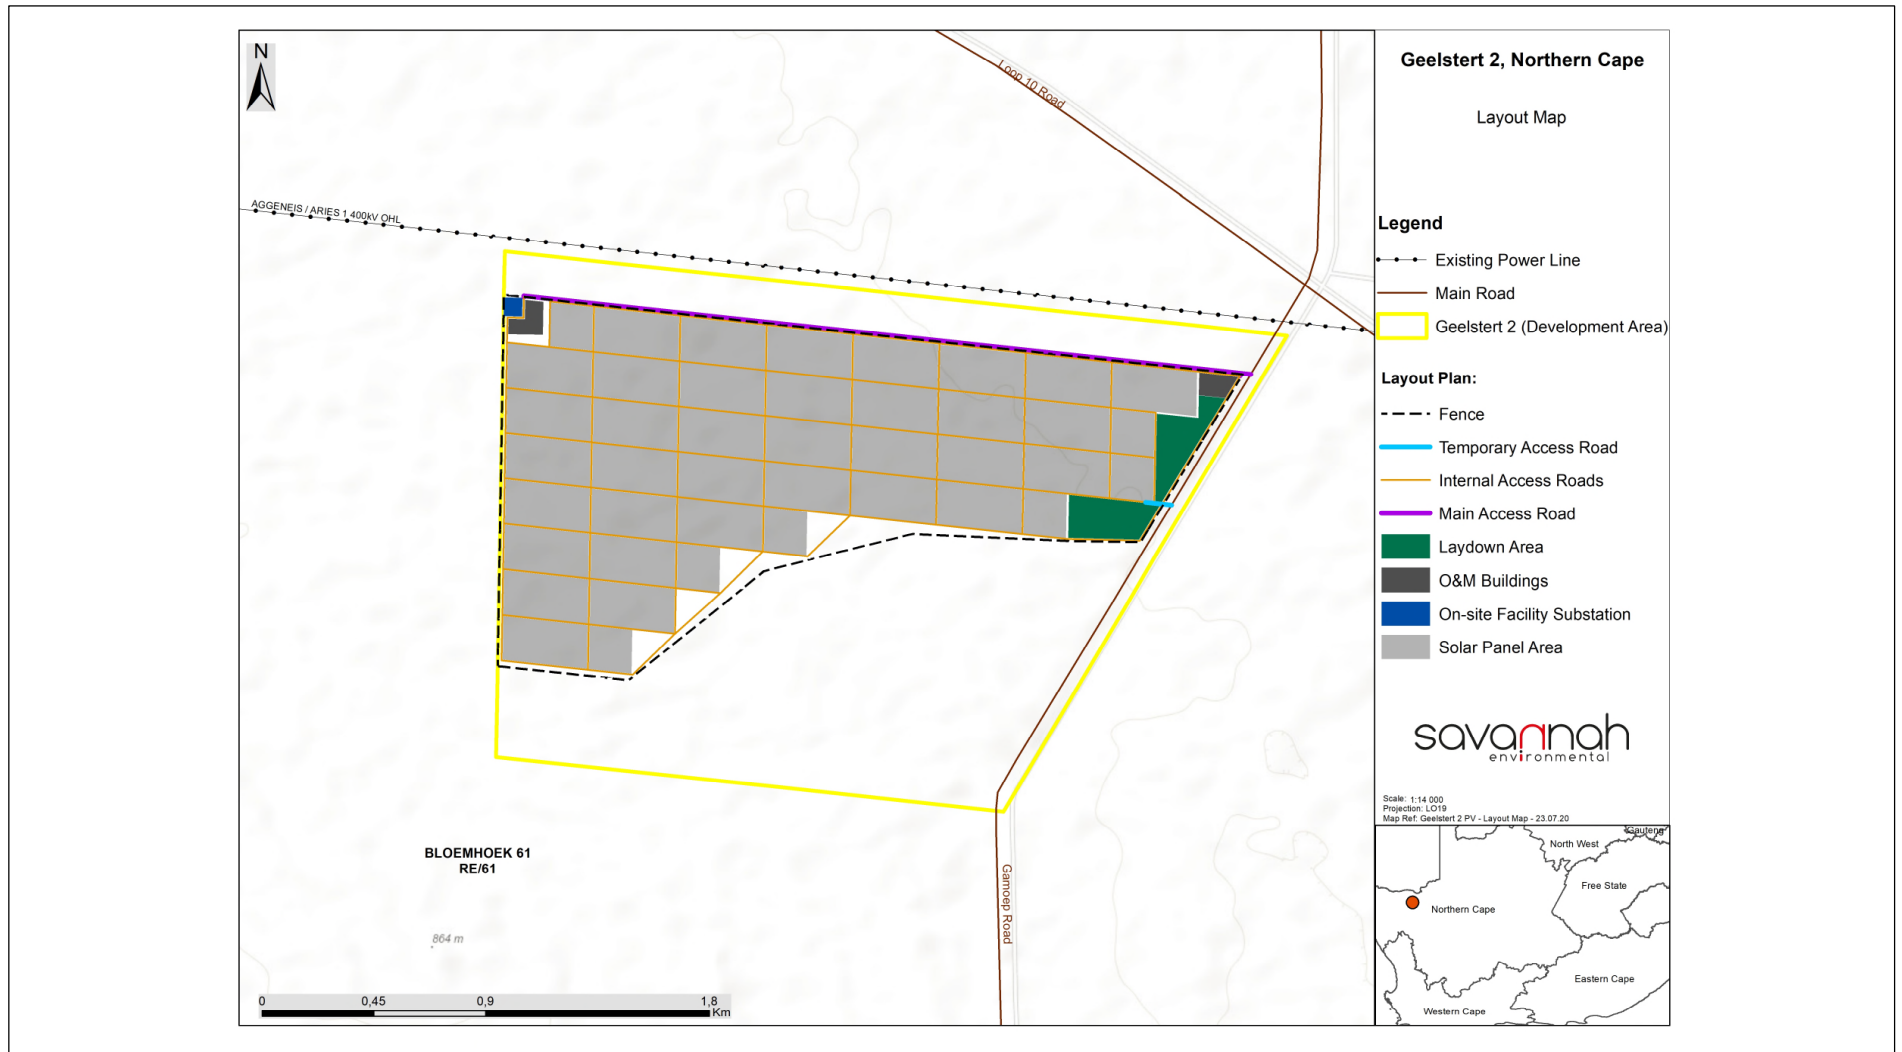 N
Loop 10 Road
AGGENEIS / ARIES 1 400kV OHL
BLOEMHOEK 61
RE/61
864 m
Gamoep Road
0 0,45 0,9 1,8
Km
Geelstert 2, Northern Cape
Layout Map
Legend
Existing Power Line
Main Road
Geelstert 2 (Development Area)
Layout Plan:
Fence
Temporary Access Road
Internal Access Roads
Main Access Road
Laydown Area
O&M Buildings
On-site Facility Substation
Solar Panel Area
savannah
environmental
Scale: 1:14 000
Projection: LO19
Map Ref: Geelstert 2 PV - Layout Map - 23.07.20
Gauteng
North West
Free State
Northern Cape
Eastern Cape
Western Cape